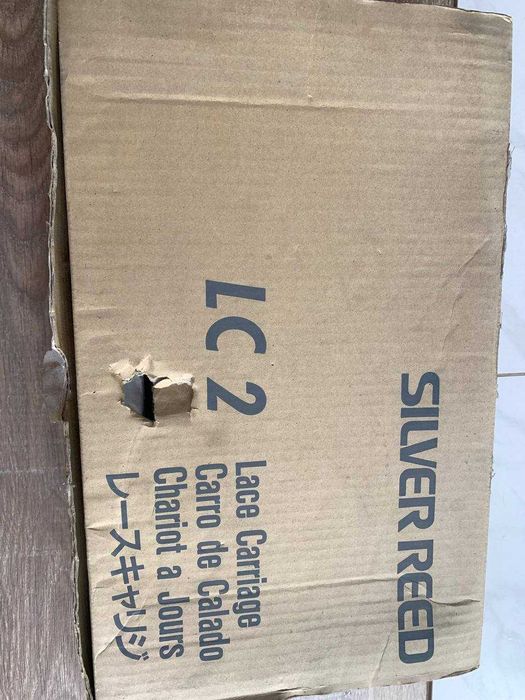 SILVER REED
LC 2
Lace Carriage
Carro de Calado
Chariot a Jours
レースキャリジ